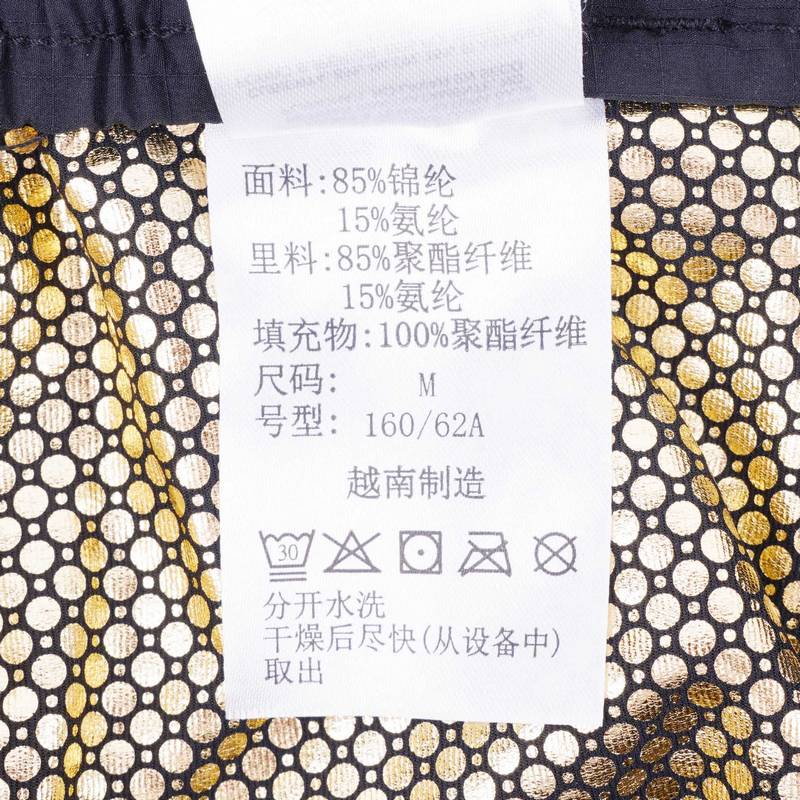 面料:85%锦纶
15%氨纶
里料:85%聚酯纤维
15%氨纶
填充物:100%聚酯纤维
尺码: M
号型: 160/62A
越南制造
30
分开水洗
干燥后尽快(从设备中)
取出